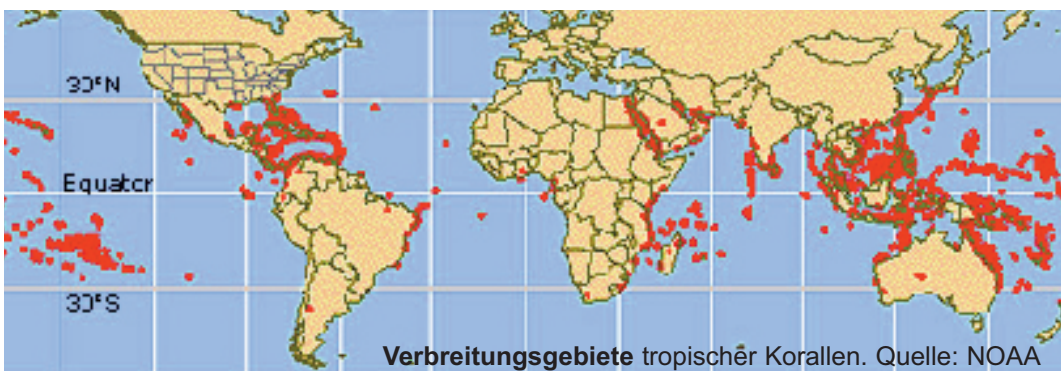 30°N
Equator
30°S
Verbreitungsgebiete tropischer Korallen. Quelle: NOAA